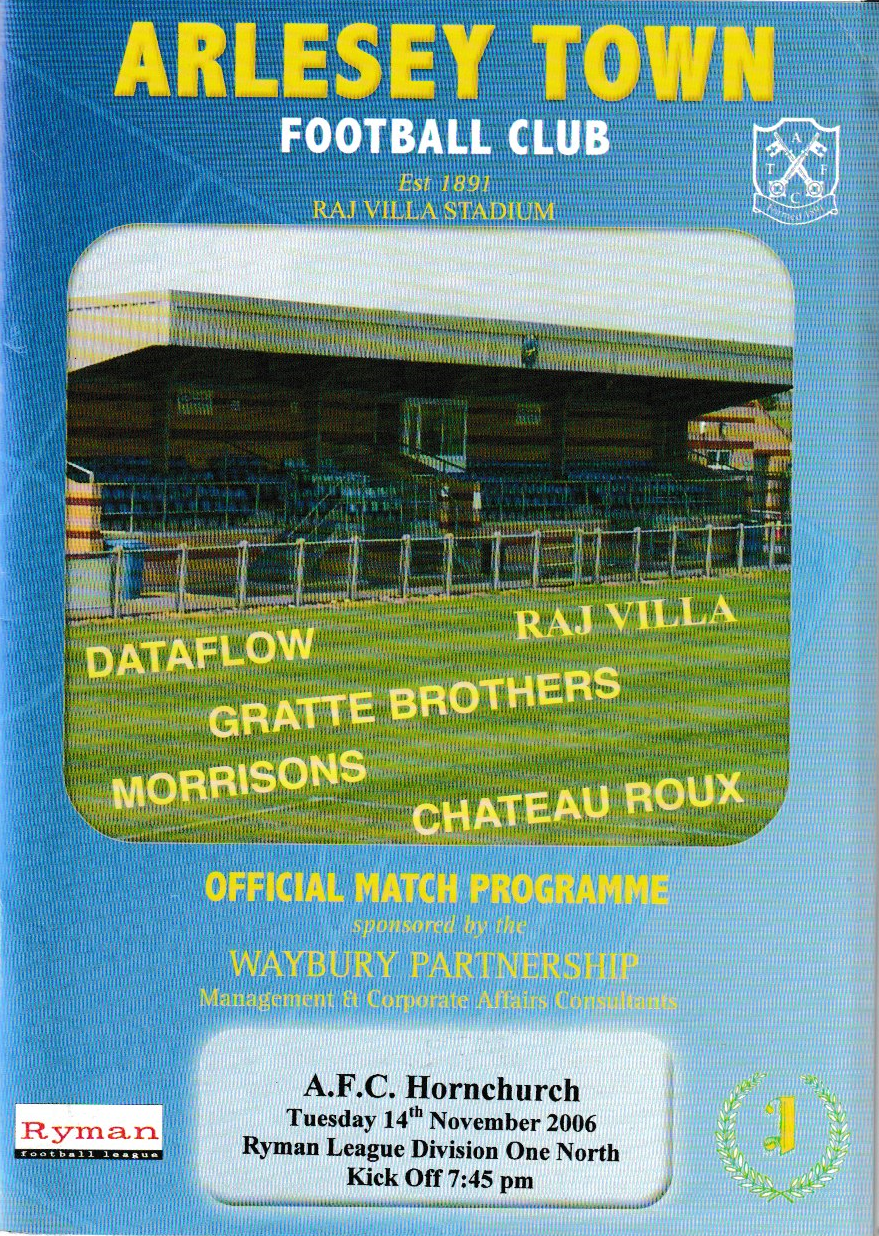 ARLESEY TOWN
FOOTBALL CLUB
Est 1891
RAJ VILLA STADIUM
A
T F
C
DATAFLOW
RAJ VILLA
GRATTE BROTHERS
MORRISONS
CHATEAU ROUX
OFFICIAL MATCH PROGRAMME
sponsored by the
WAYBURY PARTNERSHIP
Management & Corporate Affairs Consultants
A.F.C. Hornchurch
Tuesday 14th November 2006
Ryman League Division One North
Kick Off 7:45 pm
Ryman
football league
1